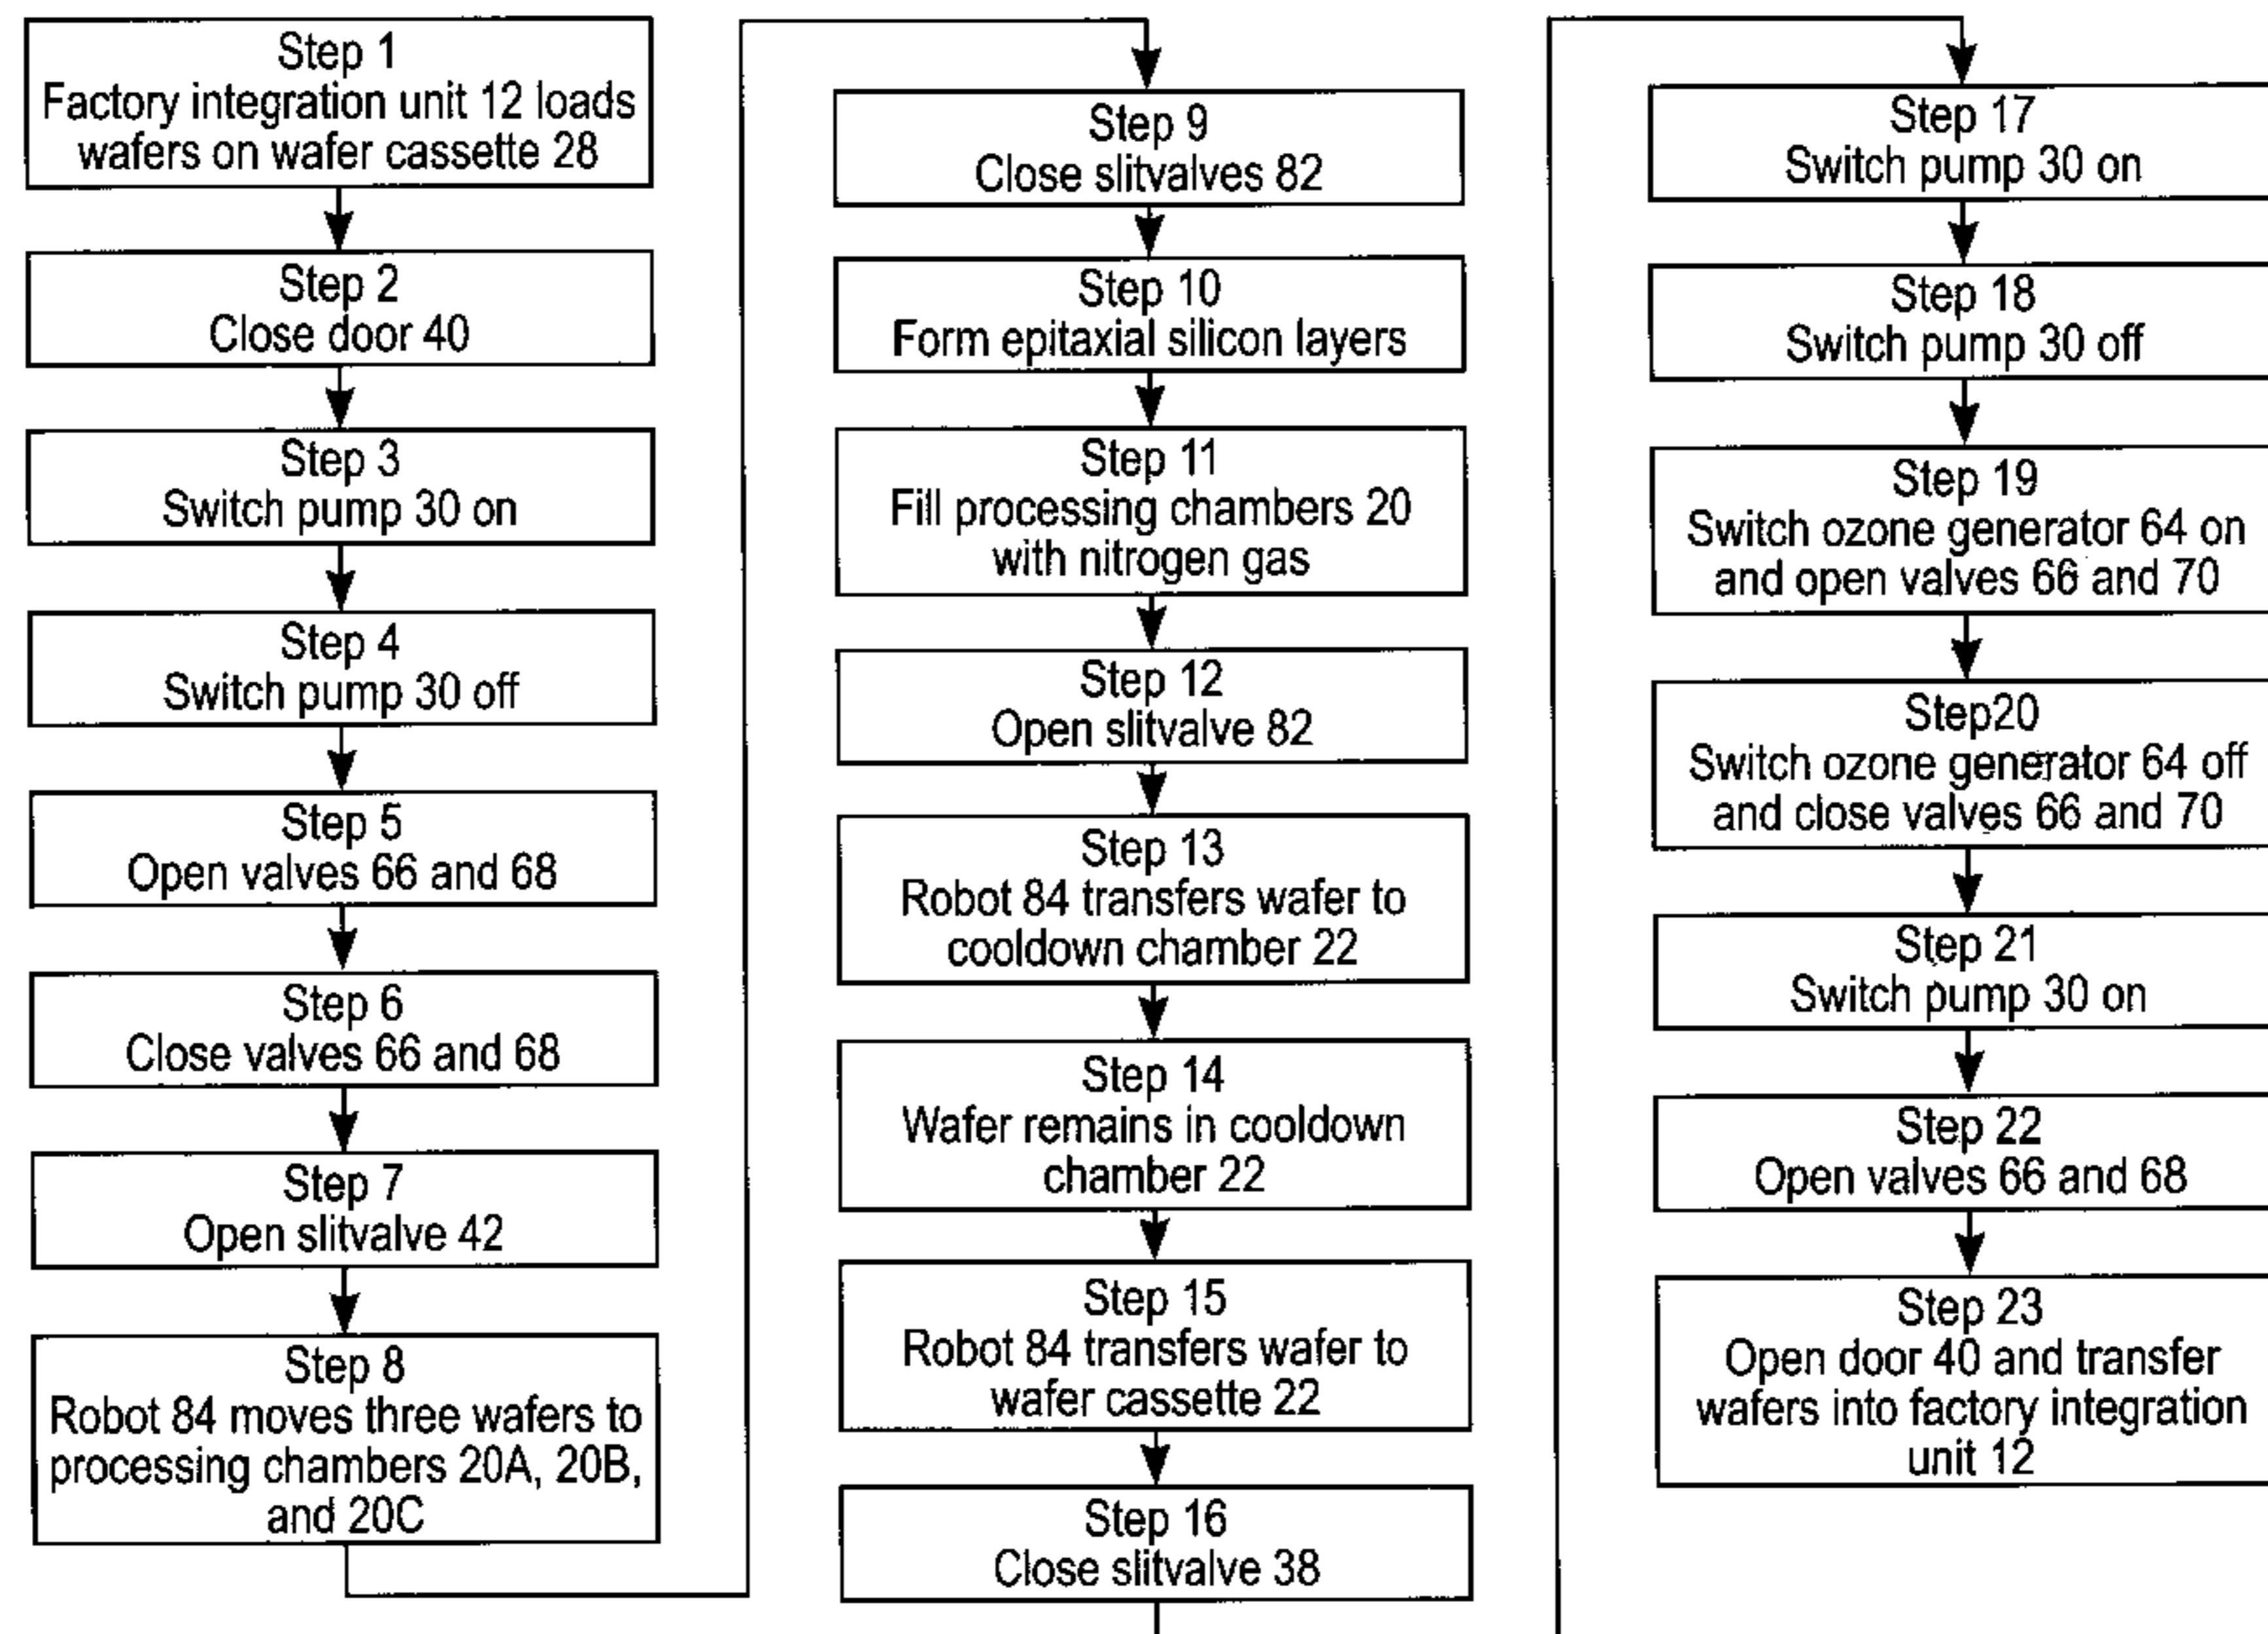 Step 1
Factory integration unit 12 loads
wafers on wafer cassette 28
Step 2
Close door 40
Step 3
Switch pump 30 on
Step 4
Switch pump 30 off
Step 5
Open valves 66 and 68
Step 6
Close valves 66 and 68
Step 7
Open slitvalve 42
Step 8
Robot 84 moves three wafers to
processing chambers 20A, 20B,
and 20C
Step 9
Close slitvalves 82
Step 10
Form epitaxial silicon layers
Step 11
Fill processing chambers 20
with nitrogen gas
Step 12
Open slitvalve 82
Step 13
Robot 84 transfers wafer to
cooldown chamber 22
Step 14
Wafer remains in cooldown
chamber 22
Step 15
Robot 84 transfers wafer to
wafer cassette 22
Step 16
Close slitvalve 38
Step 17
Switch pump 30 on
Step 18
Switch pump 30 off
Step 19
Switch ozone generator 64 on
and open valves 66 and 70
Step20
Switch ozone generator 64 off
and close valves 66 and 70
Step 21
Switch pump 30 on
Step 22
Open valves 66 and 68
Step 23
Open door 40 and transfer
wafers into factory integration
unit 12